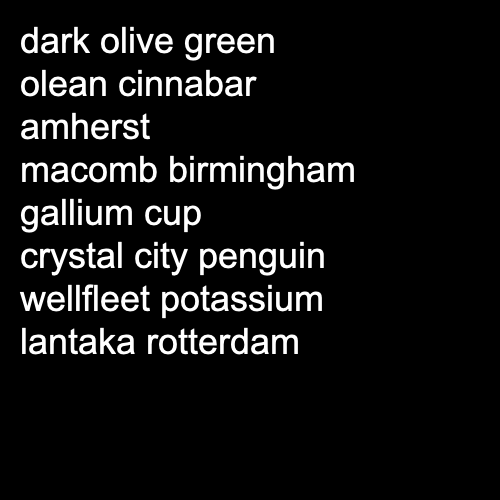 dark olive green
olean cinnabar
amherst
macomb birmingham
gallium cup
crystal city penguin
wellfleet potassium
lantaka rotterdam